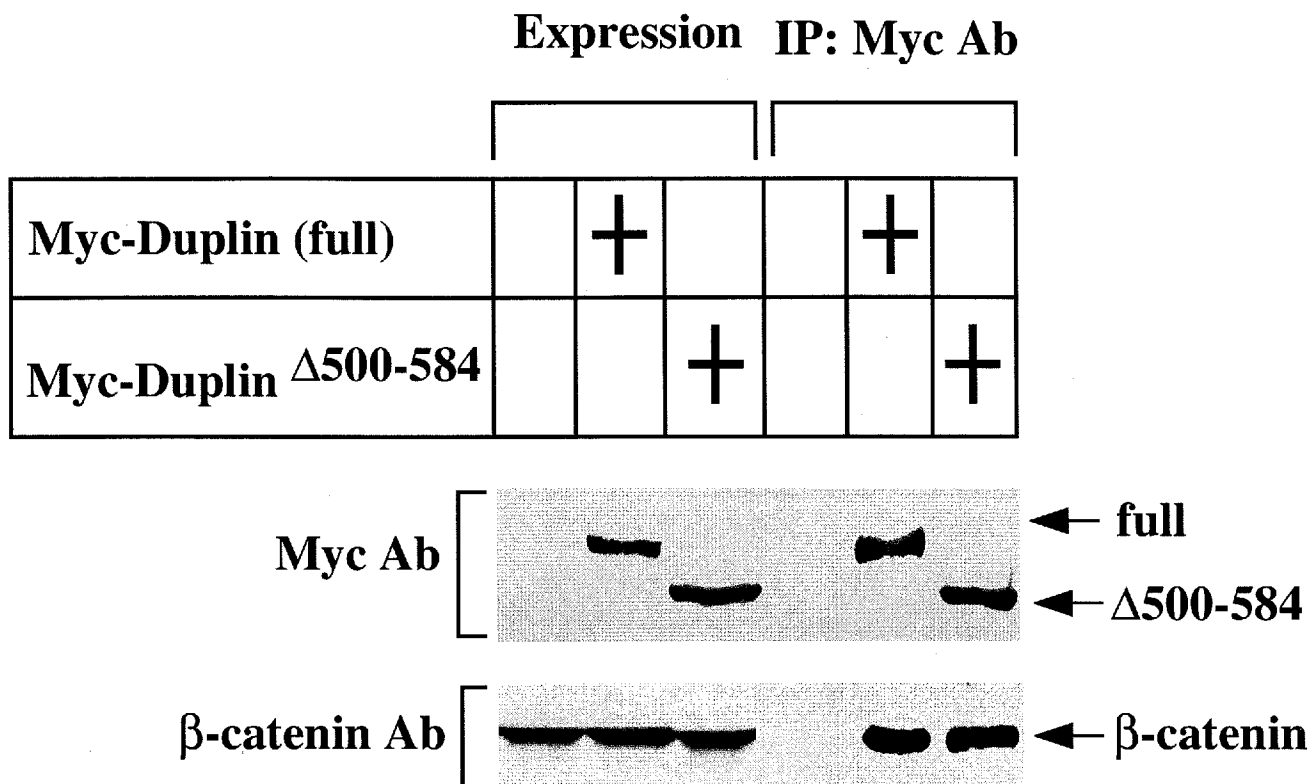 Expression IP: Myc Ab
Myc-Duplin (full) + +
Myc-Duplin Δ500-584 + +
Myc Ab
full
Δ500-584
β-catenin Ab
β-catenin